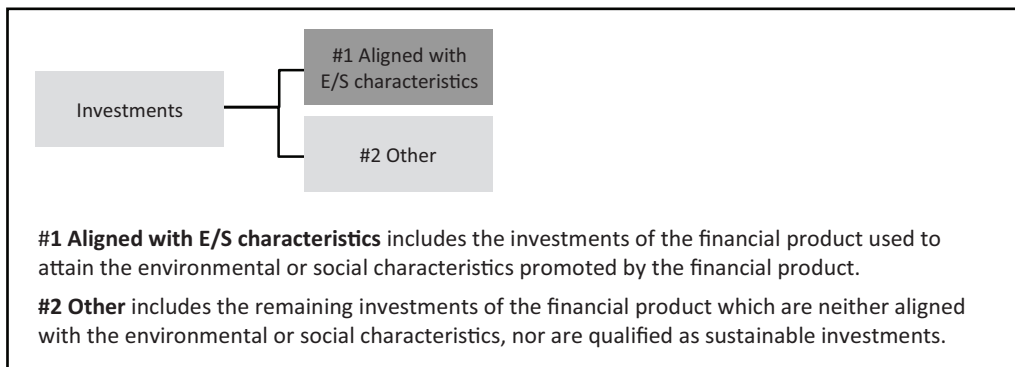 #1 Aligned with
E/S characteristics
Investments
#2 Other
#1 Aligned with E/S characteristics includes the investments of the financial product used to
attain the environmental or social characteristics promoted by the financial product.
#2 Other includes the remaining investments of the financial product which are neither aligned
with the environmental or social characteristics, nor are qualified as sustainable investments.